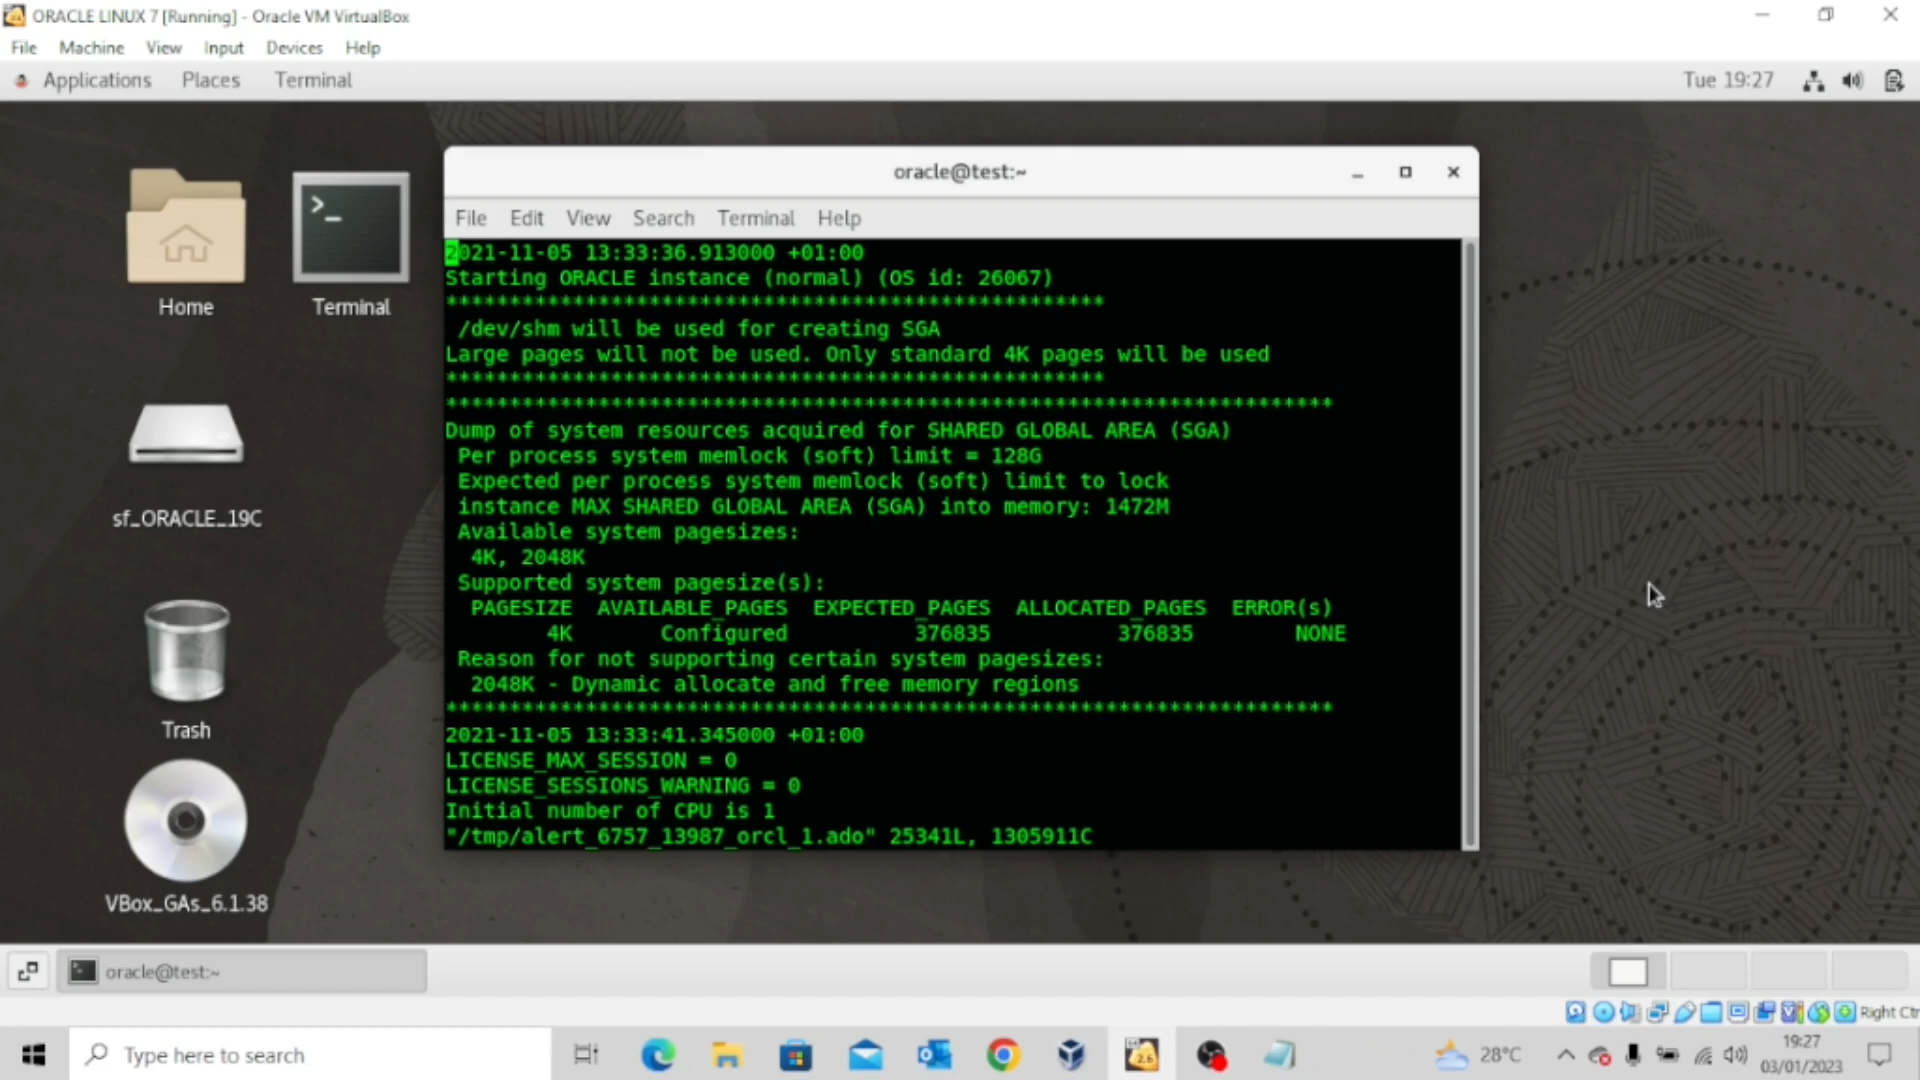 ORACLE LINUX 7 [Running] - Oracle VM VirtualBox
File Machine View Input Devices Help
Applications Places Terminal Tue 19:27
oracle@test:~
File Edit View Search Terminal Help
2021-11-05 13:33:36.913000 +01:00
Starting ORACLE instance (normal) (OS id: 26067)
****************************************************
/dev/shm will be used for creating SGA
Large pages will not be used. Only standard 4K pages will be used
****************************************************
**********************************************************************
Dump of system resources acquired for SHARED GLOBAL AREA (SGA)
Per process system memlock (soft) limit = 128G
Expected per process system memlock (soft) limit to lock
instance MAX SHARED GLOBAL AREA (SGA) into memory: 1472M
Available system pagesizes:
4K, 2048K
Supported system pagesize(s):
PAGESIZE AVAILABLE_PAGES EXPECTED_PAGES ALLOCATED_PAGES ERROR(s)
4K Configured 376835 376835 NONE
Reason for not supporting certain system pagesizes:
2048K - Dynamic allocate and free memory regions
**********************************************************************
2021-11-05 13:33:41.345000 +01:00
LICENSE_MAX_SESSION = 0
LICENSE_SESSIONS_WARNING = 0
Initial number of CPU is 1
"/tmp/alert_6757_13987_orcl_1.ado" 25341L, 1305911C
Home
Terminal
sf_ORACLE_19C
Trash
VBox_GAs_6.1.38
oracle@test:~
Right Ctr
Type here to search
2.6
28°C
19:27
03/01/2023